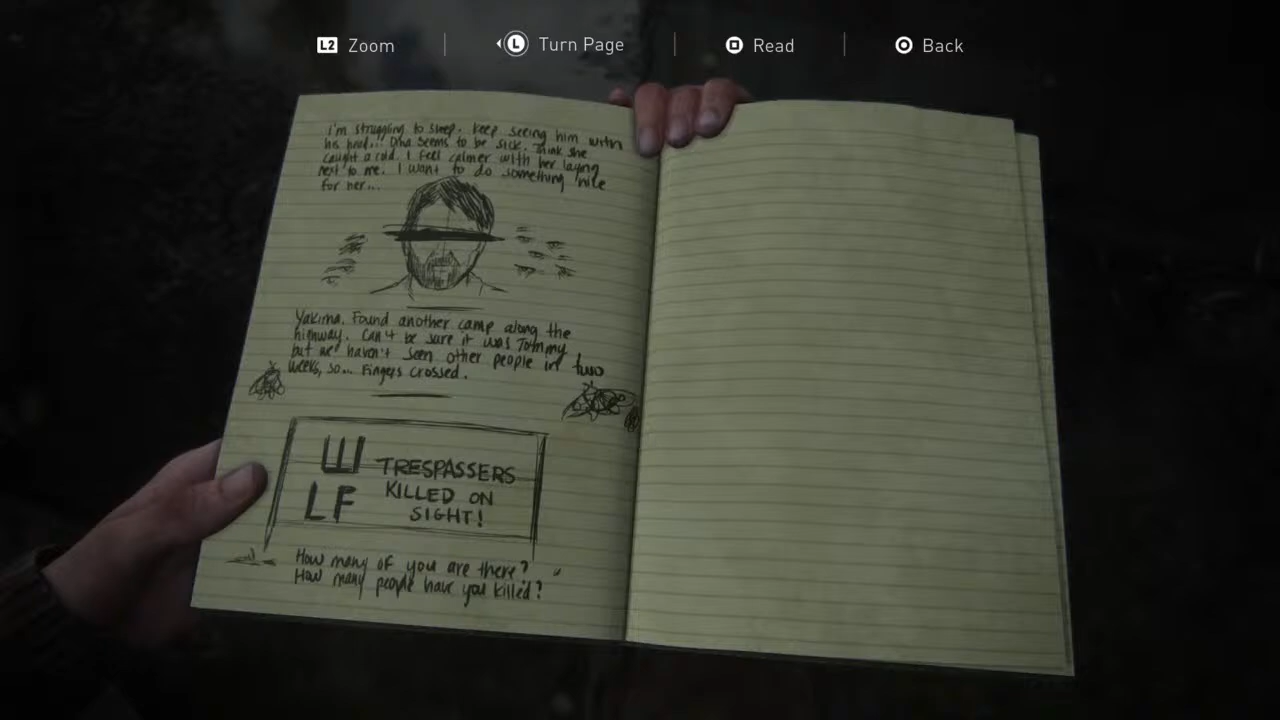 L2 Zoom
L Turn Page
Read
Back
I'm struggling to sleep. Keep seeing him with
his head... Dina seems to be sick. Think she
caught a cold. I feel calmer with her laying
next to me. I want to do something nice
for her...
Yakima. Found another camp along the
highway. Can't be sure it was Tommy
but we haven't seen other people in two
weeks, so... Fingers crossed.
W TRESPASSERS
LF KILLED ON
SIGHT!
How many of you are there?
How many people have you killed?